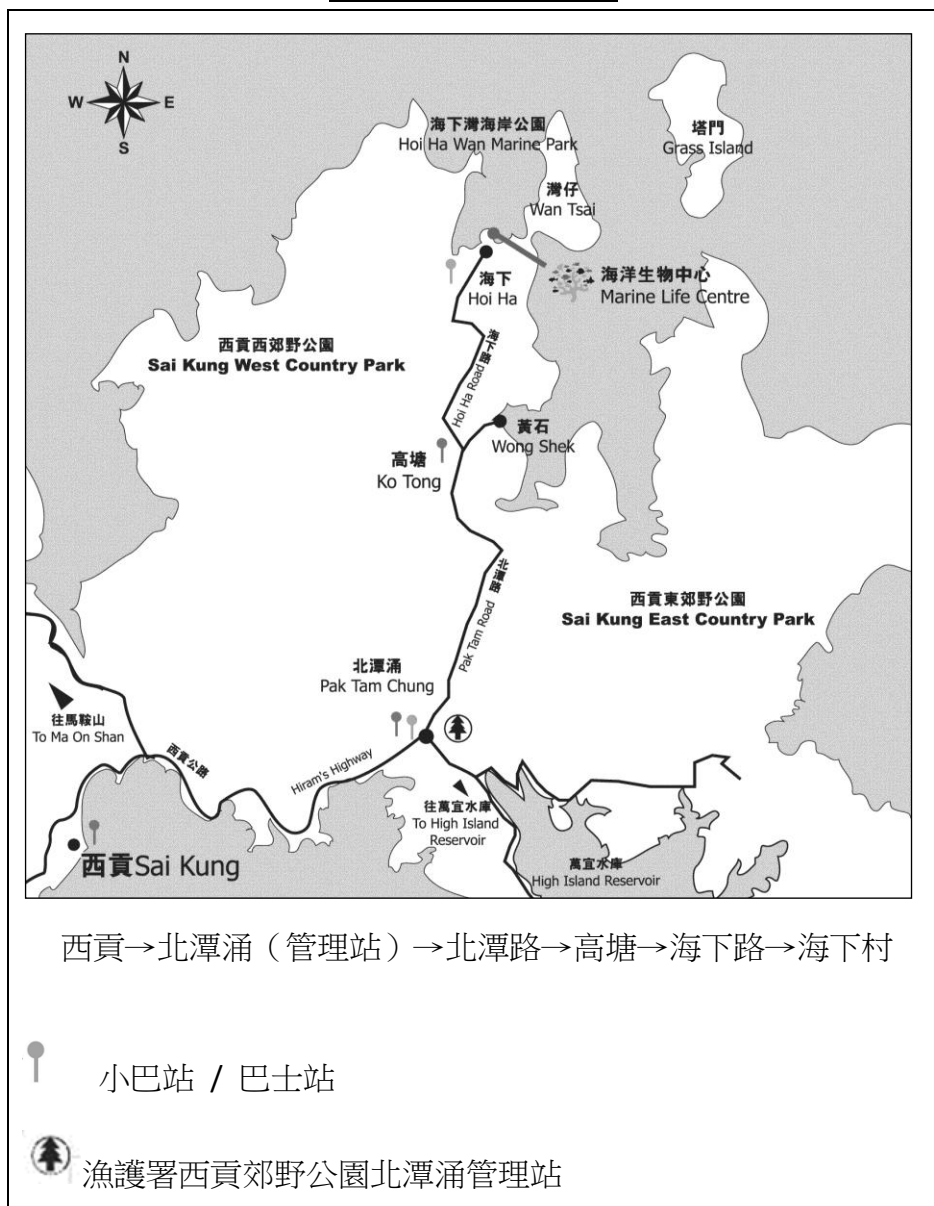 N
W
E
S
海下灣海岸公園
Hoi Ha Wan Marine Park
塔門
Grass Island
灣仔
Wan Tsai
海下
Hoi Ha
海洋生物中心
Marine Life Centre
西貢西郊野公園
Sai Kung West Country Park
海下路
Hoi Ha Road
黃石
Wong Shek
高塘
Ko Tong
北潭路
Pak Tam Road
西貢東郊野公園
Sai Kung East Country Park
北潭涌
Pak Tam Chung
往馬鞍山
To Ma On Shan
西貢公路
Hiram's Highway
往萬宜水庫
To High Island
Reservoir
萬宜水庫
High Island Reservoir
西貢Sai Kung
西貢→北潭涌（管理站）→北潭路→高塘→海下路→海下村
小巴站 / 巴士站
漁護署西貢郊野公園北潭涌管理站